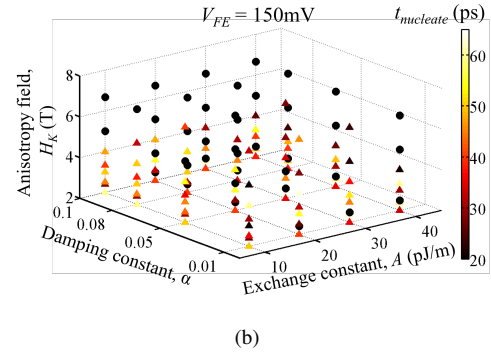 V_FE = 150mV
t_nucleate (ps)
Anisotropy field,
H_K (T)
8
6
4
2
0.1
0.08
0.05
0.01
Damping constant, α
10
20
30
40
Exchange constant, A (pJ/m)
60
50
40
30
20
(b)